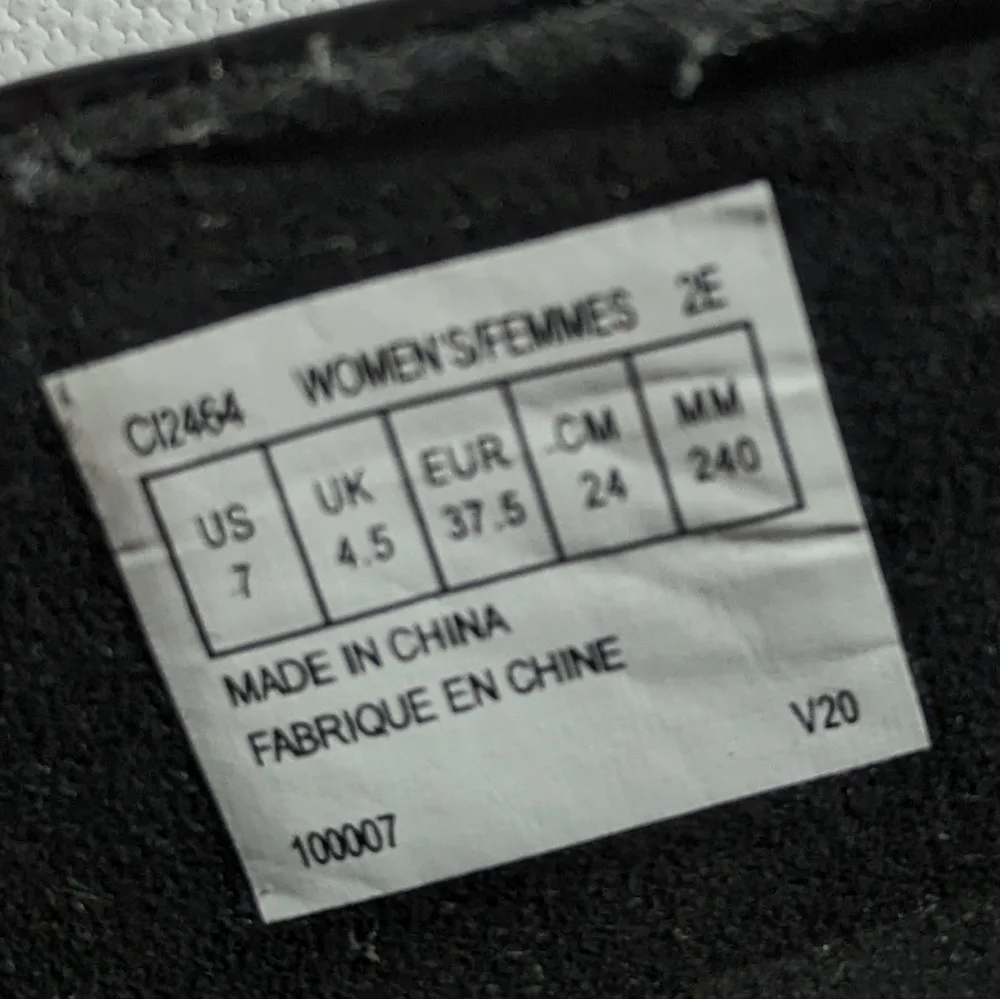 CI2464 WOMEN'S/FEMMES 2E
US UK EUR CM MM
7 4.5 37.5 24 240
MADE IN CHINA
FABRIQUE EN CHINE
V20
100007